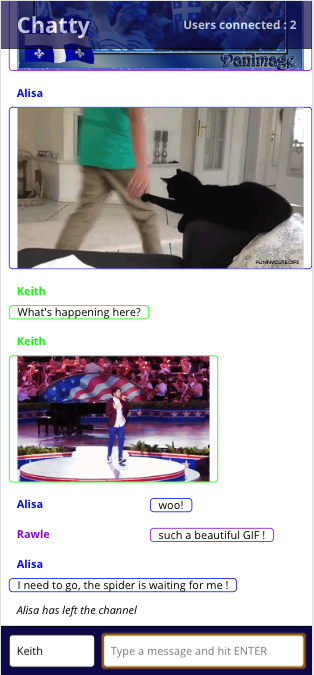 Chatty
Users connected : 2
Alisa
FUNNYCUTEGIFS
Keith
What's happening here?
Keith
Alisa
woo!
Rawle
such a beautiful GIF !
Alisa
I need to go, the spider is waiting for me !
Alisa has left the channel
Keith
Type a message and hit ENTER